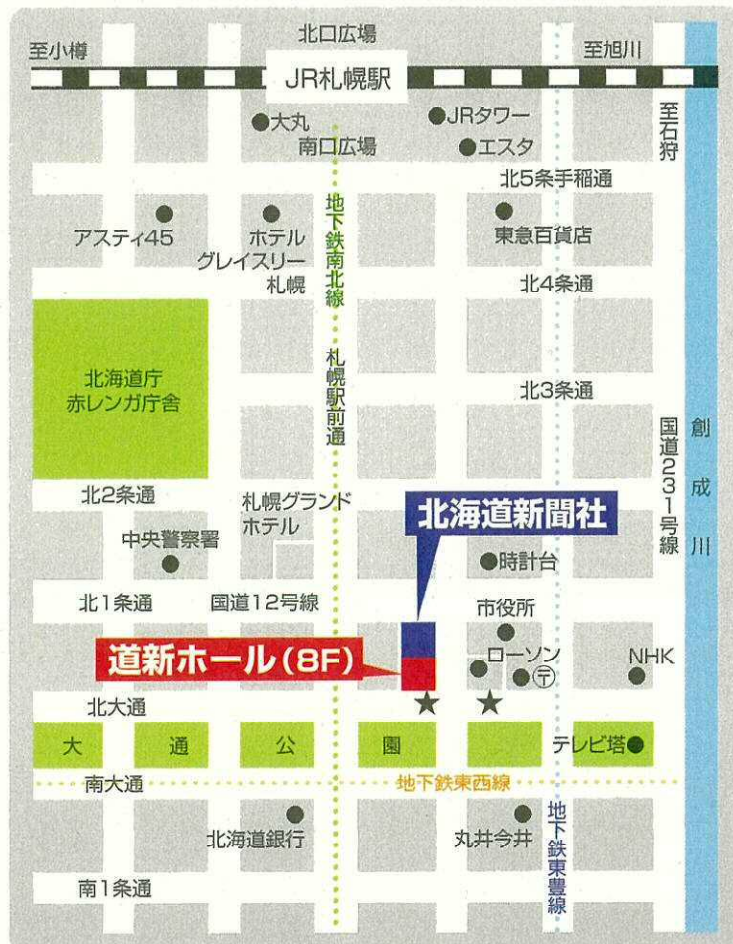 北口広場
至小樽
至旭川
JR札幌駅
大丸
JRタワー
南口広場
エスタ
至石狩
北5条手稲通
アスティ45
ホテル
グレイスリー
札幌
地下鉄南北線
東急百貨店
北4条通
北海道庁
赤レンガ庁舎
札幌駅前通
北3条通
国道231号線
創成川
北2条通
札幌グランド
ホテル
北海道新聞社
中央警察署
時計台
北1条通
国道12号線
市役所
道新ホール(8F)
ローソン
〒
NHK
北大通
大通公園
テレビ塔
南大通
地下鉄東西線
北海道銀行
丸井今井
地下鉄東豊線
南1条通